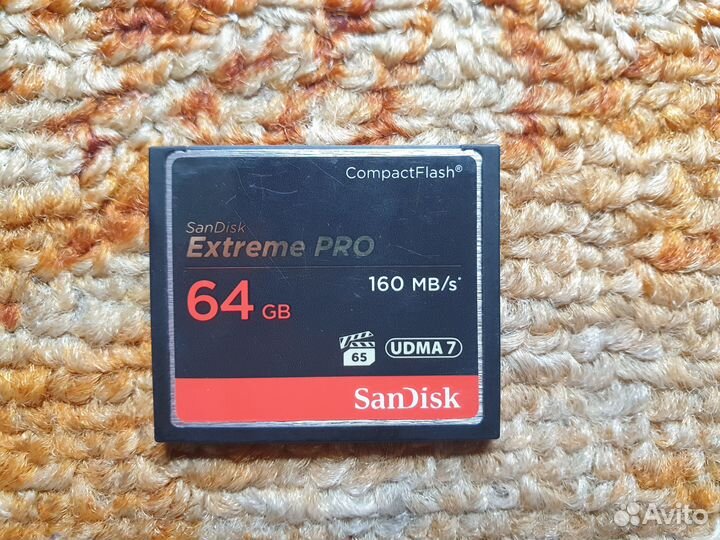 CompactFlash®
SanDisk
Extreme PRO
160 MB/s*
64 GB
65
UDMA 7
SanDisk
Avito